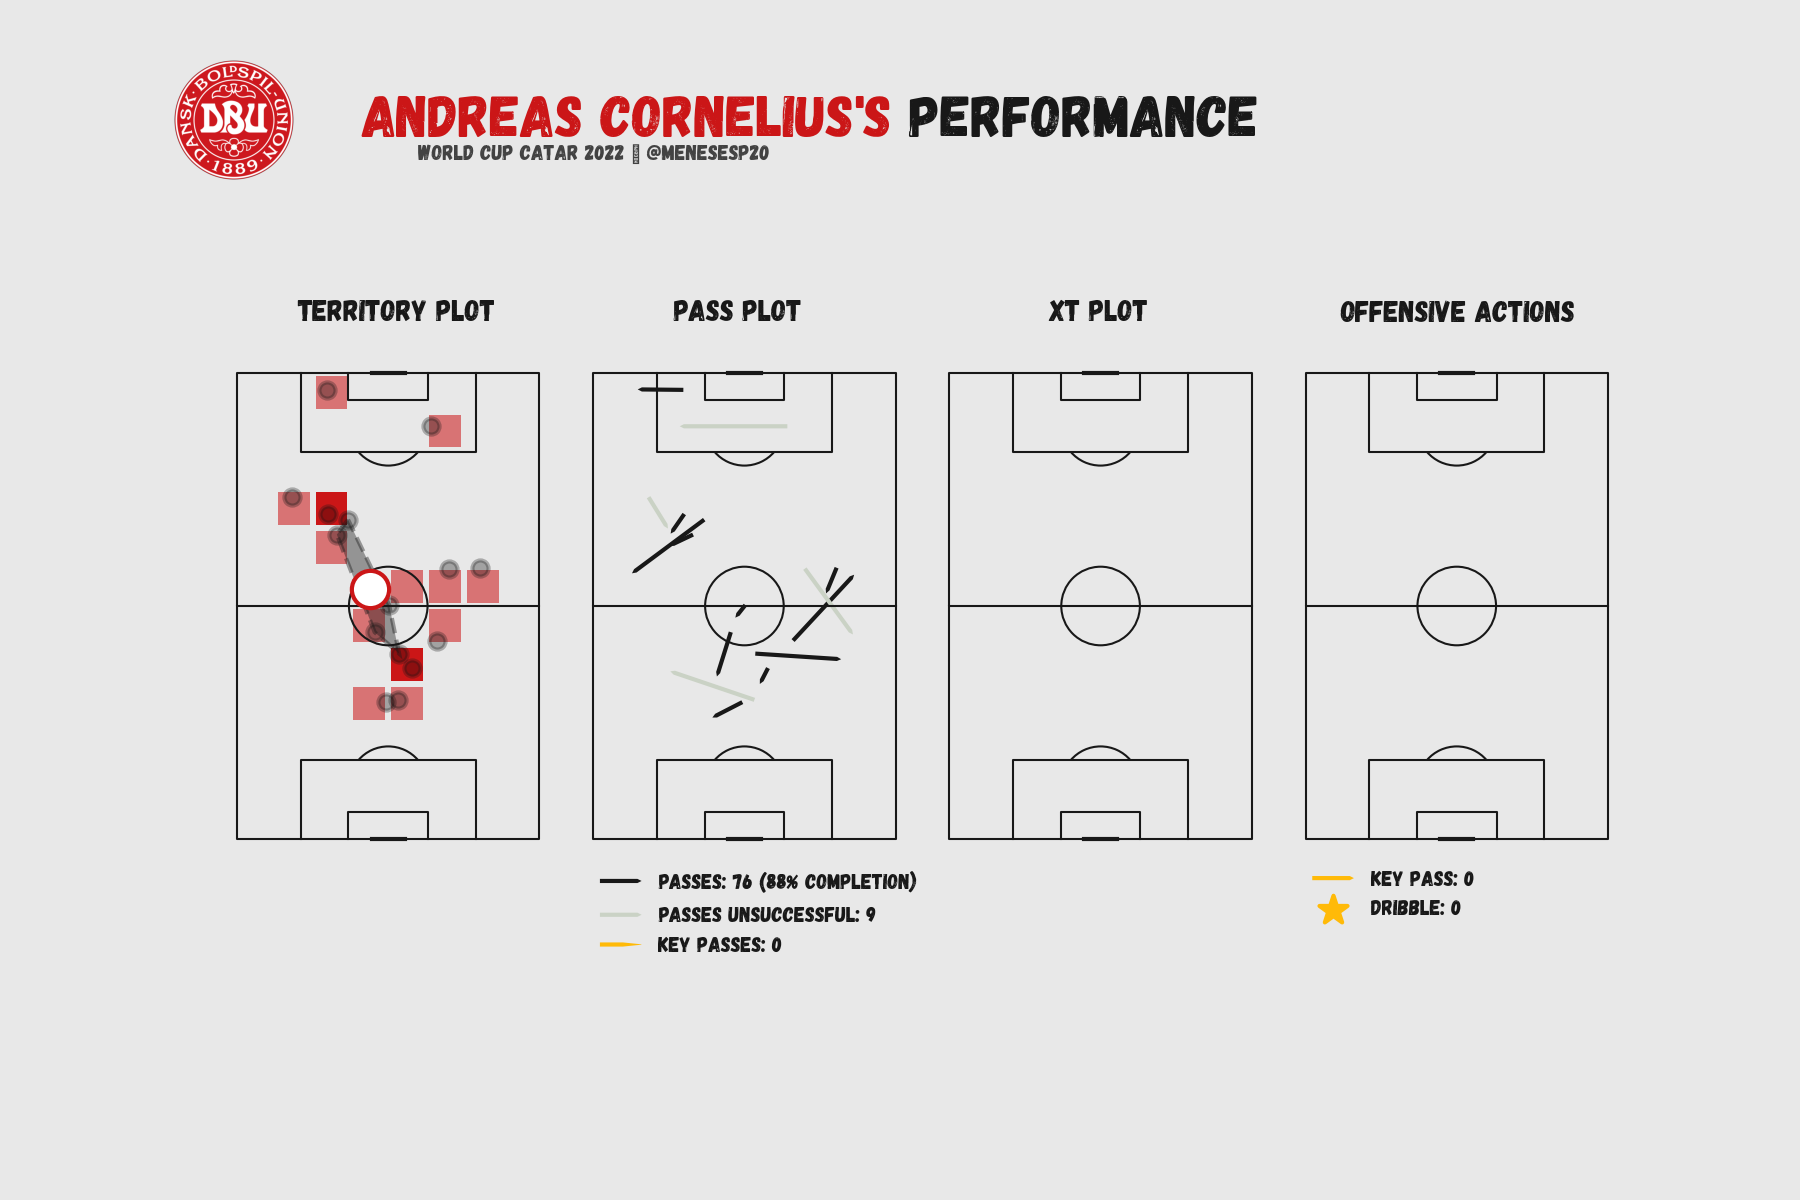 DANSK·BOLDSPIL-UNION
DBU
·1889·
ANDREAS CORNELIUS'S PERFORMANCE
WORLD CUP CATAR 2022 @MENESESP20
TERRITORY PLOT
PASS PLOT
XT PLOT
OFFENSIVE ACTIONS
PASSES: 76 (88% COMPLETION)
PASSES UNSUCCESSFUL: 9
KEY PASSES: 0
KEY PASS: 0
DRIBBLE: 0